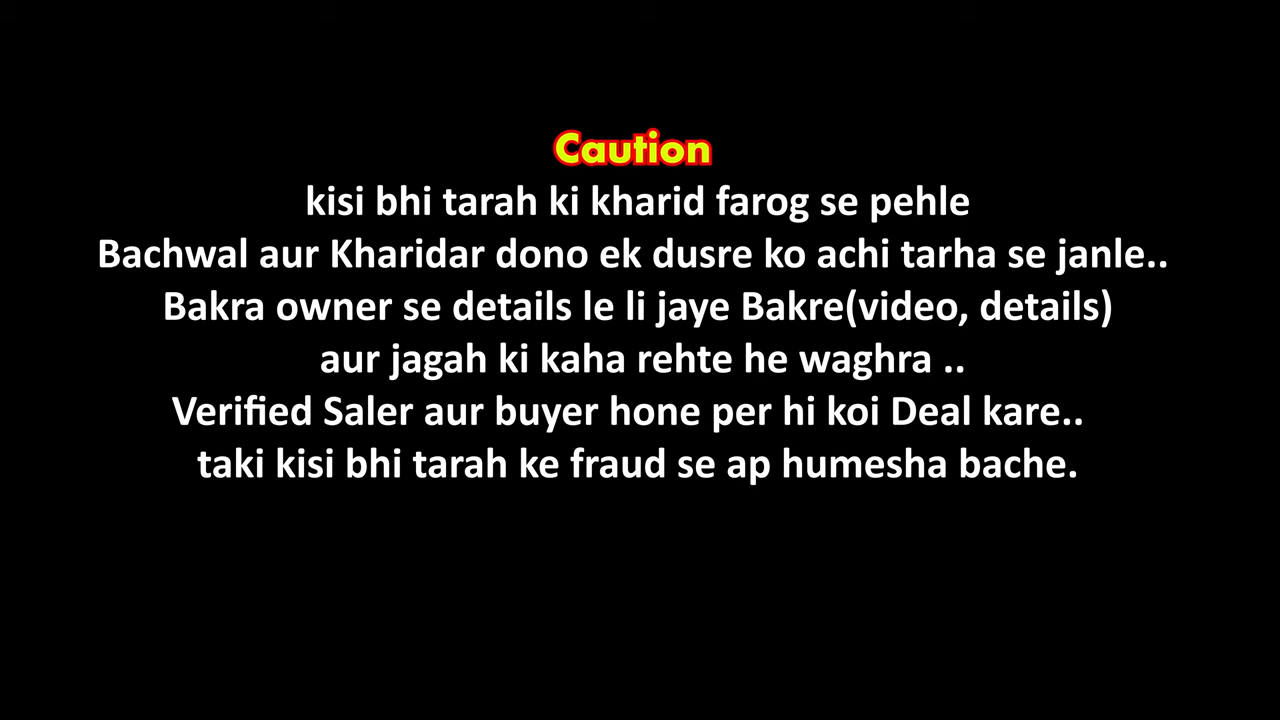 Caution
kisi bhi tarah ki kharid farog se pehle
Bachwal aur Kharidar dono ek dusre ko achi tarha se janle..
Bakra owner se details le li jaye Bakre(video, details)
aur jagah ki kaha rehte he waghra ..
Verified Saler aur buyer hone per hi koi Deal kare..
taki kisi bhi tarah ke fraud se ap humesha bache.